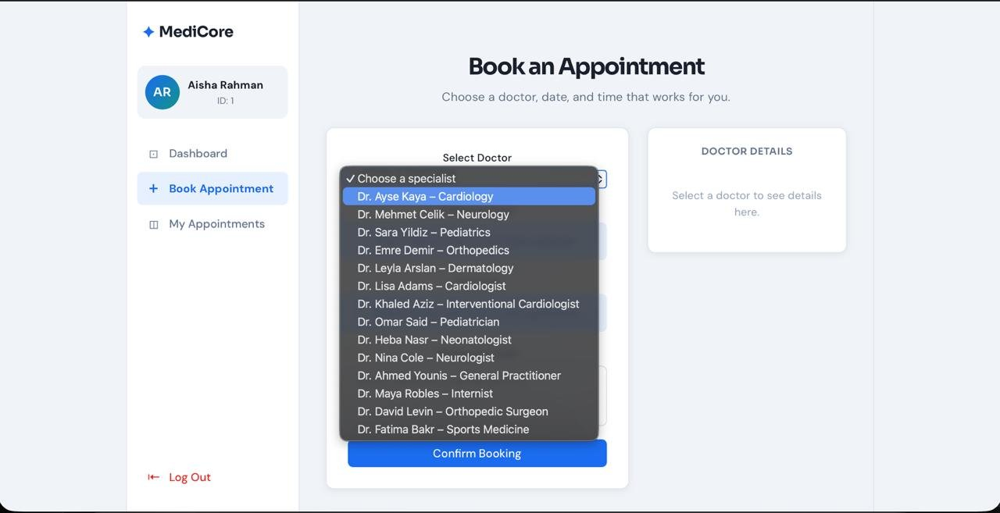 MediCore
AR
Aisha Rahman
ID: 1
Dashboard
Book Appointment
My Appointments
Log Out
Book an Appointment
Choose a doctor, date, and time that works for you.
Select Doctor
✓ Choose a specialist
Dr. Ayse Kaya – Cardiology
Dr. Mehmet Celik – Neurology
Dr. Sara Yildiz – Pediatrics
Dr. Emre Demir – Orthopedics
Dr. Leyla Arslan – Dermatology
Dr. Lisa Adams – Cardiologist
Dr. Khaled Aziz – Interventional Cardiologist
Dr. Omar Said – Pediatrician
Dr. Heba Nasr – Neonatologist
Dr. Nina Cole – Neurologist
Dr. Ahmed Younis – General Practitioner
Dr. Maya Robles – Internist
Dr. David Levin – Orthopedic Surgeon
Dr. Fatima Bakr – Sports Medicine
Confirm Booking
DOCTOR DETAILS
Select a doctor to see details
here.